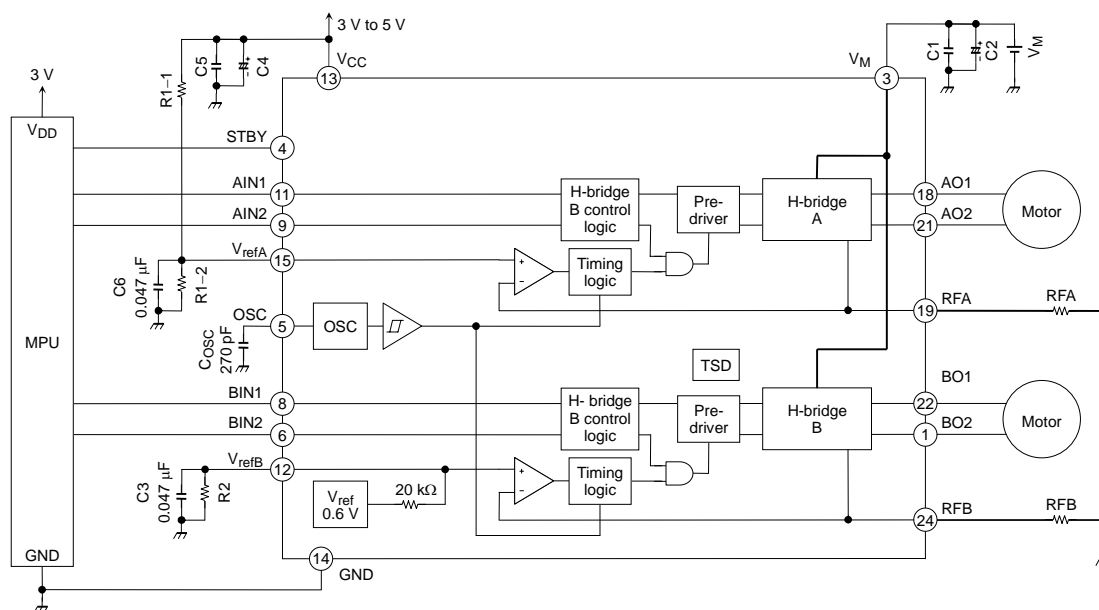 3 V to 5 V
C5
C4
V_CC
13
V_M
3
C1
C2
V_M
3 V
R1–1
V_DD
STBY
4
AIN1
11
AIN2
9
V_refA
15
H-bridge
B control
logic
Pre-
driver
H-bridge
A
18
AO1
21
AO2
Motor
C6
0.047 μF
R1–2
+
−
Timing
logic
19
RFA
RFA
OSC
5
OSC
C_OSC
270 pF
MPU
TSD
BIN1
8
BIN2
6
V_refB
12
H- bridge
B control
logic
Pre-
driver
H-bridge
B
BO1
22
BO2
1
Motor
C3
0.047 μF
R2
V_ref
0.6 V
20 kΩ
+
−
Timing
logic
24
RFB
RFB
GND
14
GND